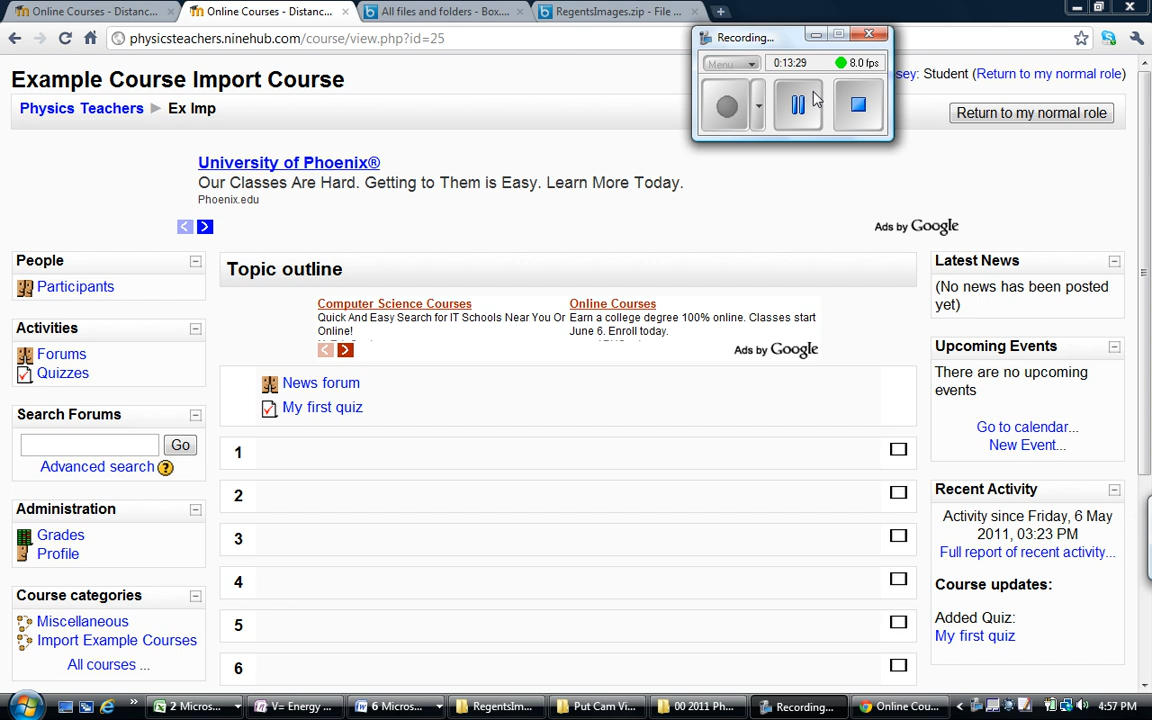 Online Courses - Distanc...
Online Courses - Distanc...
All files and folders - Box....
RegentsImages.zip - File ...
physicsteachers.ninehub.com/course/view.php?id=25
Recording...
Menu
0:13:29
8.0 fps
Example Course Import Course
sey: Student (Return to my normal role)
Physics Teachers ► Ex Imp
Return to my normal role
University of Phoenix®
Our Classes Are Hard. Getting to Them is Easy. Learn More Today.
Phoenix.edu
< >
Ads by Google
People
Participants
Activities
Forums
Quizzes
Search Forums
Go
Advanced search ?
Administration
Grades
Profile
Course categories
Miscellaneous
Import Example Courses
All courses ...
Topic outline
Computer Science Courses
Quick And Easy Search for IT Schools Near You Or
Online!
Online Courses
Earn a college degree 100% online. Classes start
June 6. Enroll today.
< >
Ads by Google
News forum
My first quiz
1
2
3
4
5
6
Latest News
(No news has been posted
yet)
Upcoming Events
There are no upcoming
events
Go to calendar...
New Event...
Recent Activity
Activity since Friday, 6 May
2011, 03:23 PM
Full report of recent activity...
Course updates:
Added Quiz:
My first quiz
2 Micros...
V= Energy ...
6 Micros...
RegentsIm...
Put Cam Vi...
00 2011 Ph...
Recording...
Online Cou...
4:57 PM